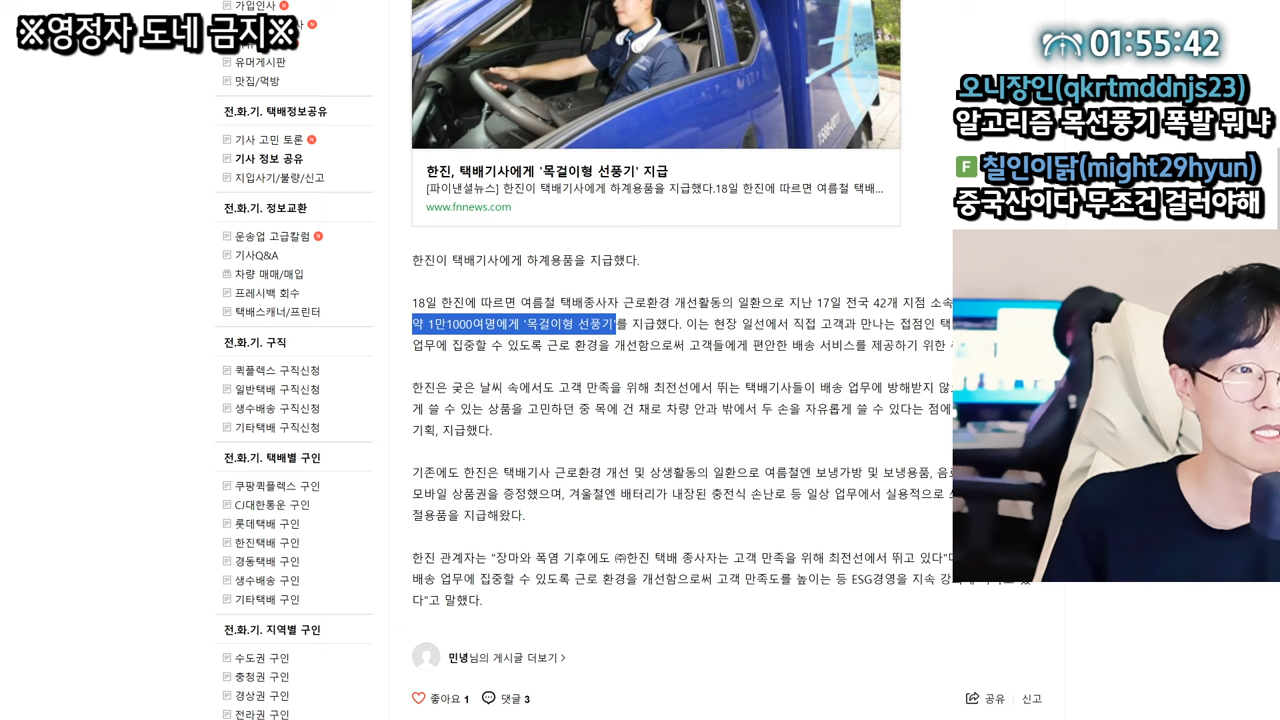 ※영정자 도네 금지※
가입인사
유머게시판
맛집/먹방
전.화.기. 택배정보공유
기사 고민 토론
기사 정보 공유
지입사기/불량/신고
전.화.기. 정보교환
운송업 고급칼럼
기사Q&A
차량 매매/매입
프레시백 회수
택배스캐너/프린터
전.화.기. 구직
퀵플렉스 구직신청
일반택배 구직신청
생수배송 구직신청
기타택배 구직신청
전.화.기. 택배별 구인
쿠팡퀵플렉스 구인
CJ대한통운 구인
롯데택배 구인
한진택배 구인
경동택배 구인
생수배송 구인
기타택배 구인
전.화.기. 지역별 구인
수도권 구인
충청권 구인
경상권 구인
전라권 구인
한진, 택배기사에게 '목걸이형 선풍기' 지급
[파이낸셜뉴스] 한진이 택배기사에게 하계용품을 지급했다.18일 한진에 따르면 여름철 택배...
www.fnnews.com
한진이 택배기사에게 하계용품을 지급했다.
18일 한진에 따르면 여름철 택배종사자 근로환경 개선활동의 일환으로 지난 17일 전국 42개 지점 소속
약 1만1000여명에게 '목걸이형 선풍기'를 지급했다. 이는 현장 일선에서 직접 고객과 만나는 접점인 택
업무에 집중할 수 있도록 근로 환경을 개선함으로써 고객들에게 편안한 배송 서비스를 제공하기 위한
한진은 궂은 날씨 속에서도 고객 만족을 위해 최전선에서 뛰는 택배기사들이 배송 업무에 방해받지
게 쓸 수 있는 상품을 고민하던 중 목에 건 채로 차량 안과 밖에서 두 손을 자유롭게 쓸 수 있다는 점에
기획, 지급했다.
기존에도 한진은 택배기사 근로환경 개선 및 상생활동의 일환으로 여름철엔 보냉가방 및 보냉용품,
모바일 상품권을 증정했으며, 겨울철엔 배터리가 내장된 충전식 손난로 등 일상 업무에서 실용적으로
절용품을 지급해왔다.
한진 관계자는 "장마와 폭염 기후에도 ㈜한진 택배 종사자는 고객 만족을 위해 최전선에서 뛰고 있다"
배송 업무에 집중할 수 있도록 근로 환경을 개선함으로써 고객 만족도를 높이는 등 ESG경영을 지속
다"고 말했다.
민녕님의 게시글 더보기 >
좋아요 1 댓글 3
공유 신고
01:55:42
오니장인(qkrtmddnjs23)
알고리즘 목선풍기 폭발 뭐냐
F 칠인이닭(might29hyun)
중국산이다 무조건 걸러야해